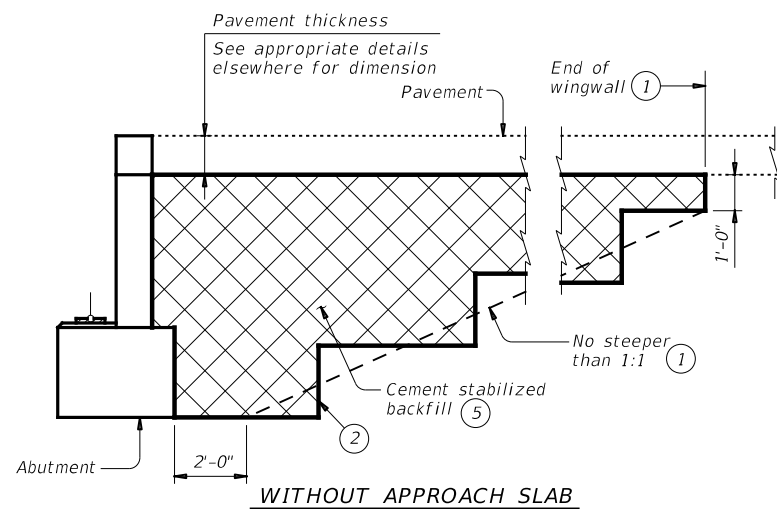 Pavement thickness
See appropriate details
elsewhere for dimension
Pavement
End of
wingwall 1
1'-0"
No steeper
than 1:1 1
Cement stabilized
backfill 5
2
2'-0"
Abutment
WITHOUT APPROACH SLAB